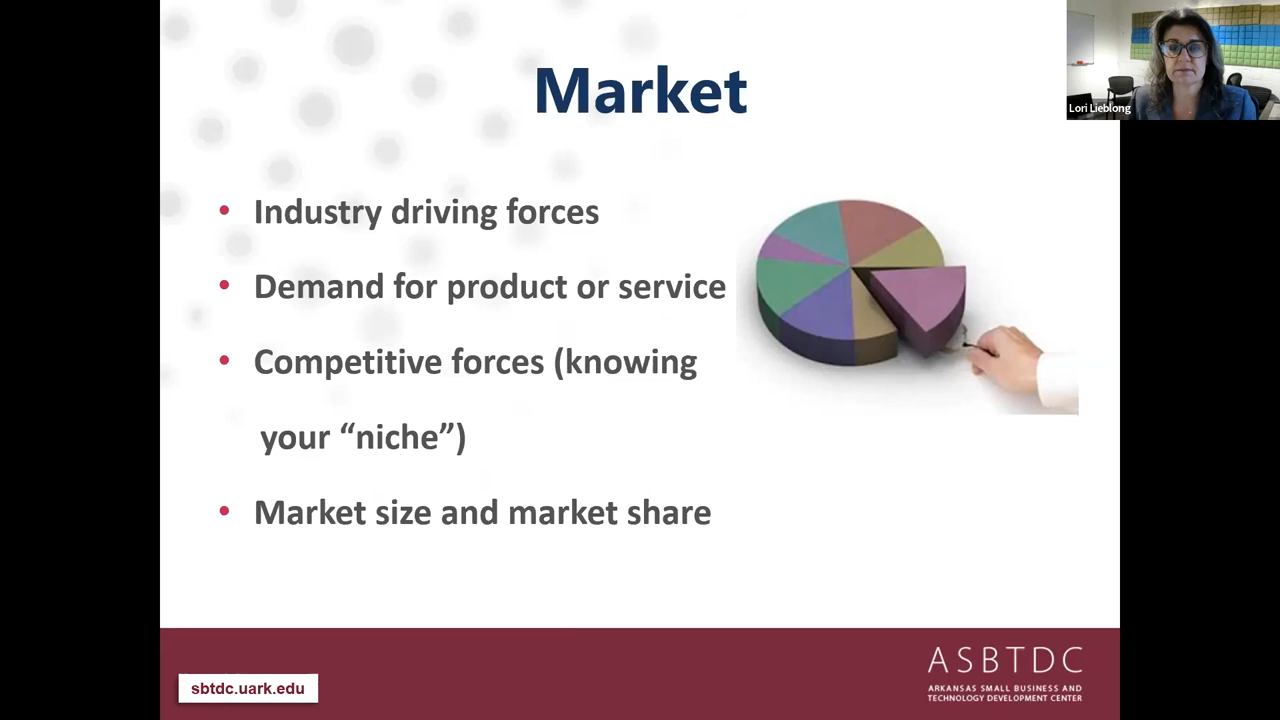 Market
Lori Lieblong
• Industry driving forces
• Demand for product or service
• Competitive forces (knowing
your “niche”)
• Market size and market share
sbtdc.uark.edu
ASBTDC
ARKANSAS SMALL BUSINESS AND
TECHNOLOGY DEVELOPMENT CENTER